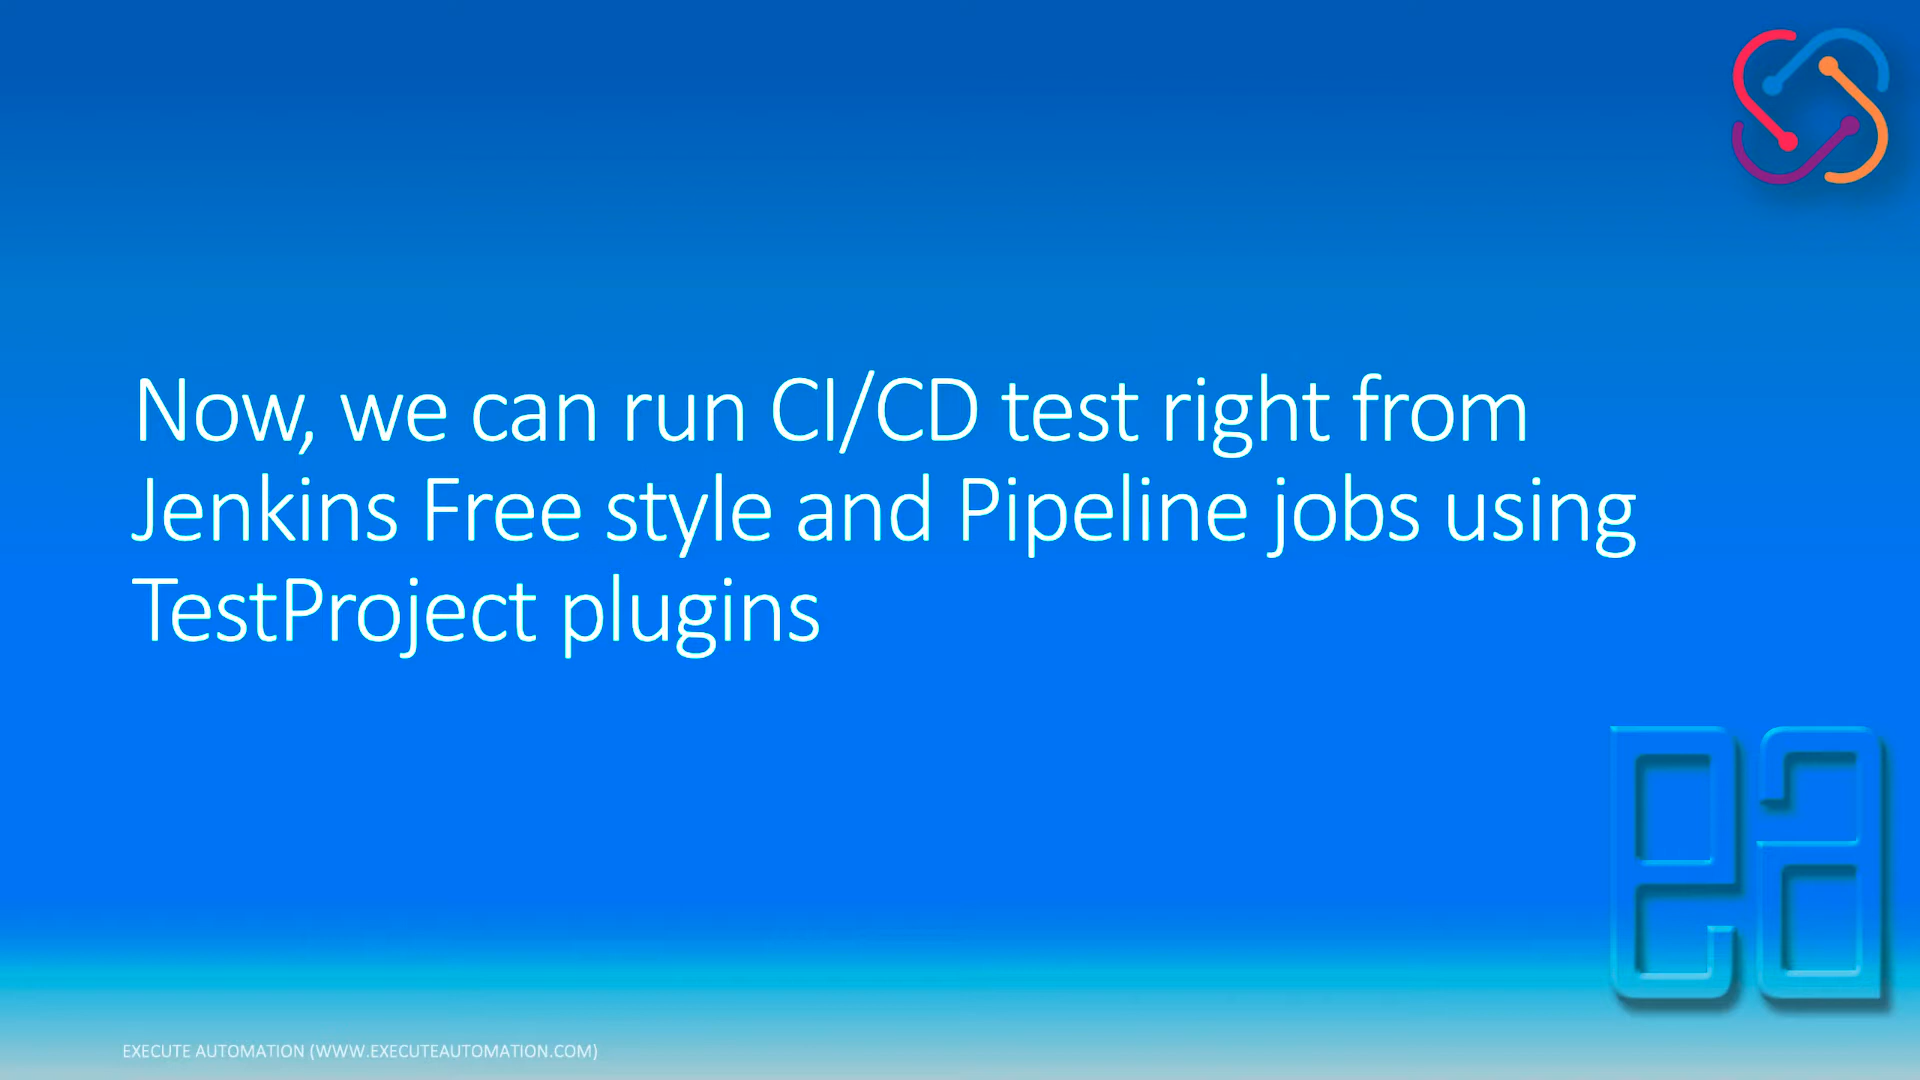 Now, we can run CI/CD test right from
Jenkins Free style and Pipeline jobs using
TestProject plugins
ea
EXECUTE AUTOMATION (WWW.EXECUTEAUTOMATION.COM)